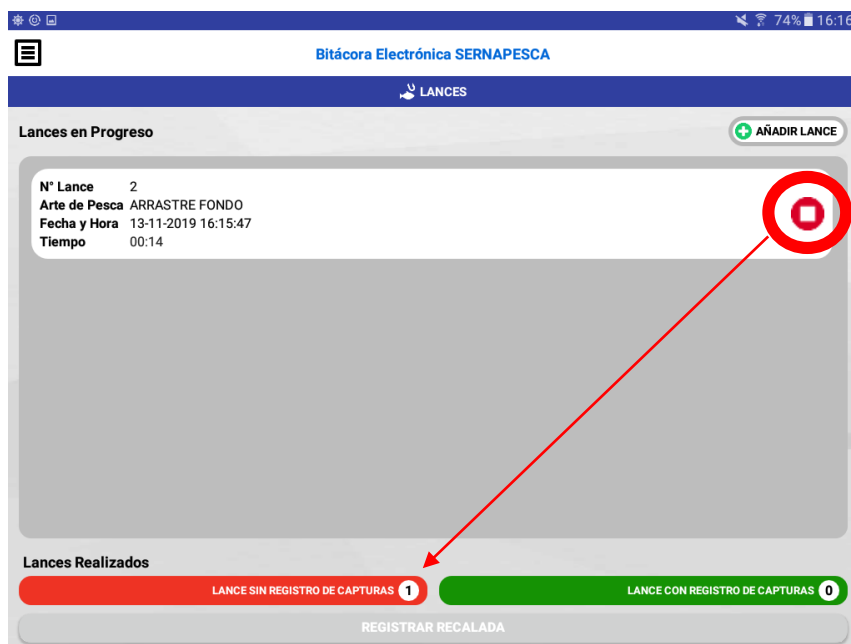 74% 16:16
Bitácora Electrónica SERNAPESCA
LANCES
Lances en Progreso
AÑADIR LANCE
N° Lance 2
Arte de Pesca ARRASTRE FONDO
Fecha y Hora 13-11-2019 16:15:47
Tiempo 00:14
Lances Realizados
LANCE SIN REGISTRO DE CAPTURAS 1
LANCE CON REGISTRO DE CAPTURAS 0
REGISTRAR RECALADA